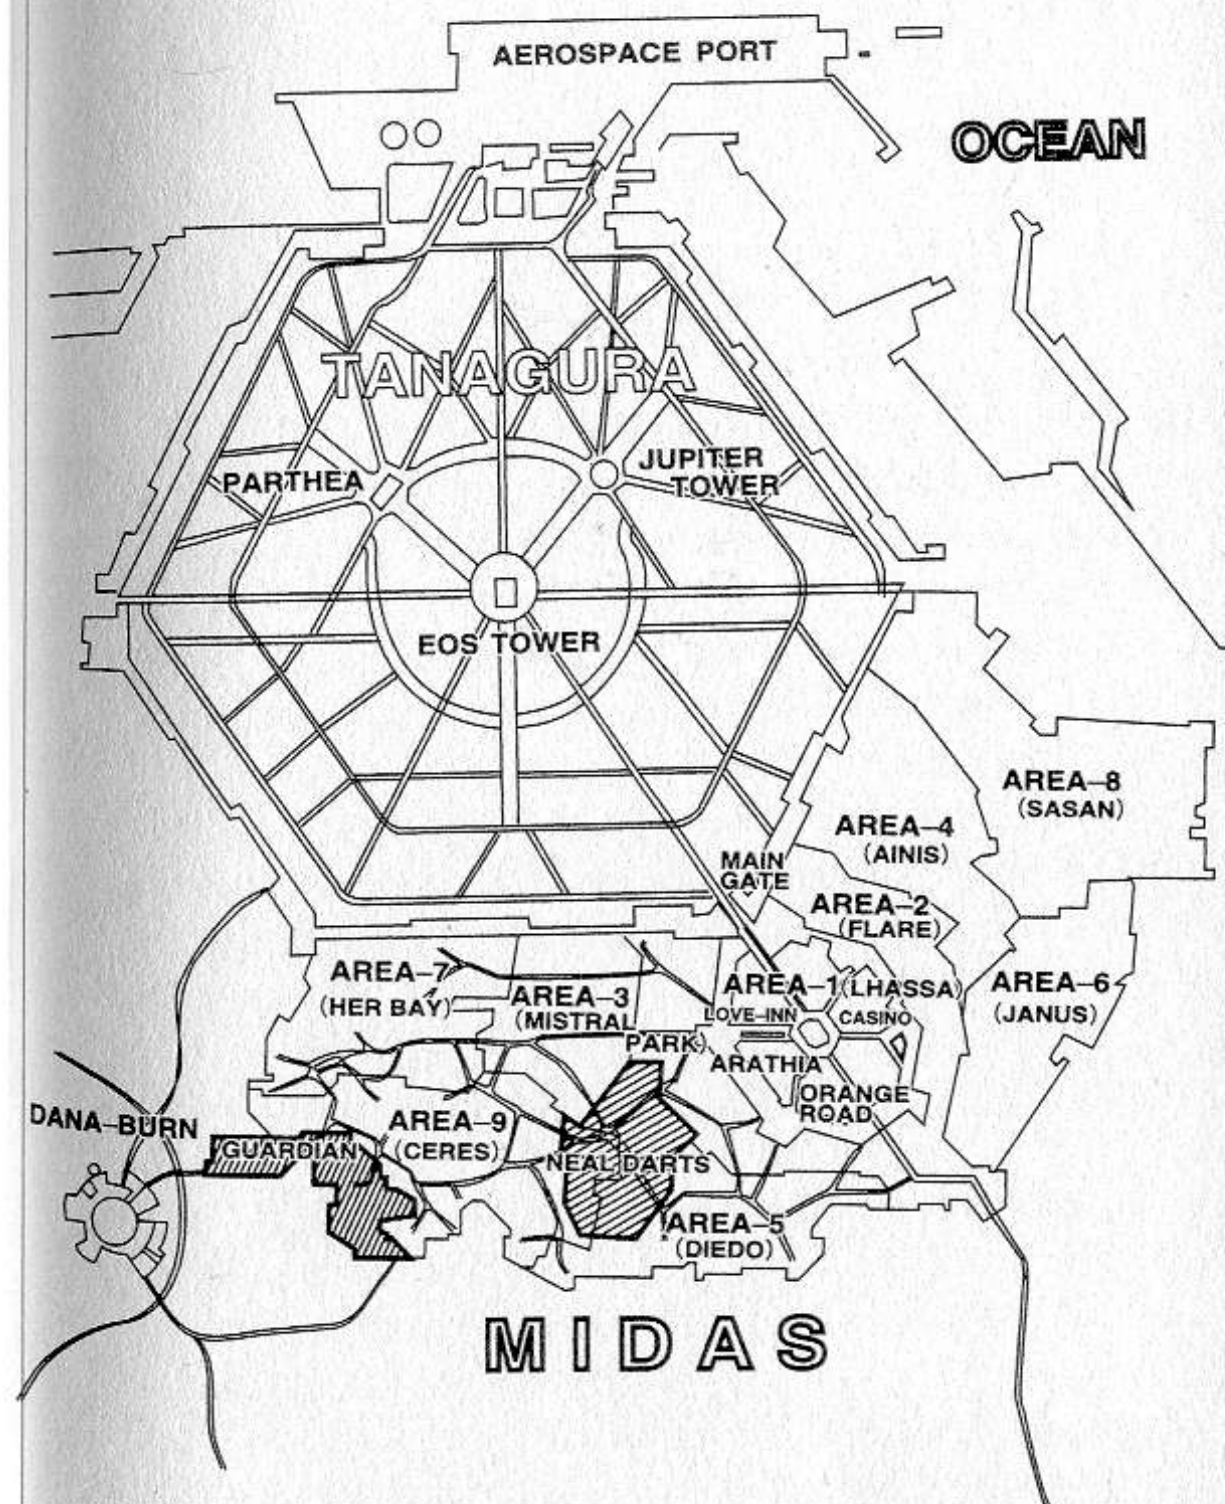 AEROSPACE PORT
OCEAN
TANAGURA
PARTHEA
JUPITER
TOWER
EOS TOWER
AREA-8
(SASAN)
AREA-4
(AINIS)
MAIN
GATE
AREA-2
(FLARE)
AREA-7
(HER BAY)
AREA-3
(MISTRAL
PARK)
AREA-1 (LHASSA)
LOVE-INN
CASINO
AREA-6
(JANUS)
ARATHIA
ORANGE
ROAD
DANA-BURN
GUARDIAN
AREA-9
(CERES)
NEAL DARTS
AREA-5
(DIEDO)
MIDAS